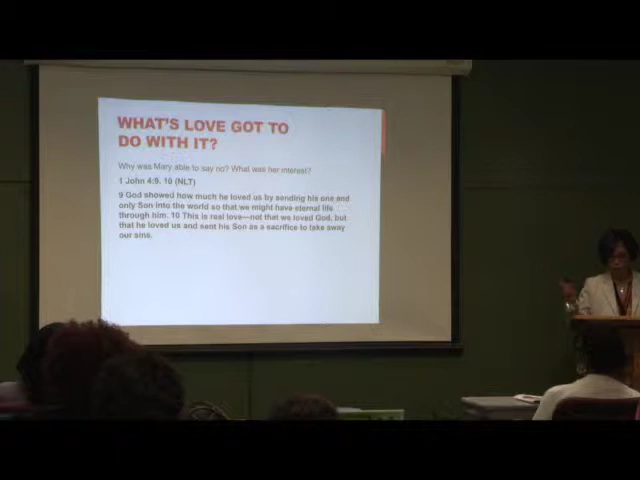 WHAT'S LOVE GOT TO
DO WITH IT?
Why was Mary able to say no? What was her interest?
1 John 4:9, 10 (NLT)
9 God showed how much he loved us by sending his one and
only Son into the world so that we might have eternal life
through him. 10 This is real love—not that we loved God, but
that he loved us and sent his Son as a sacrifice to take away
our sins.